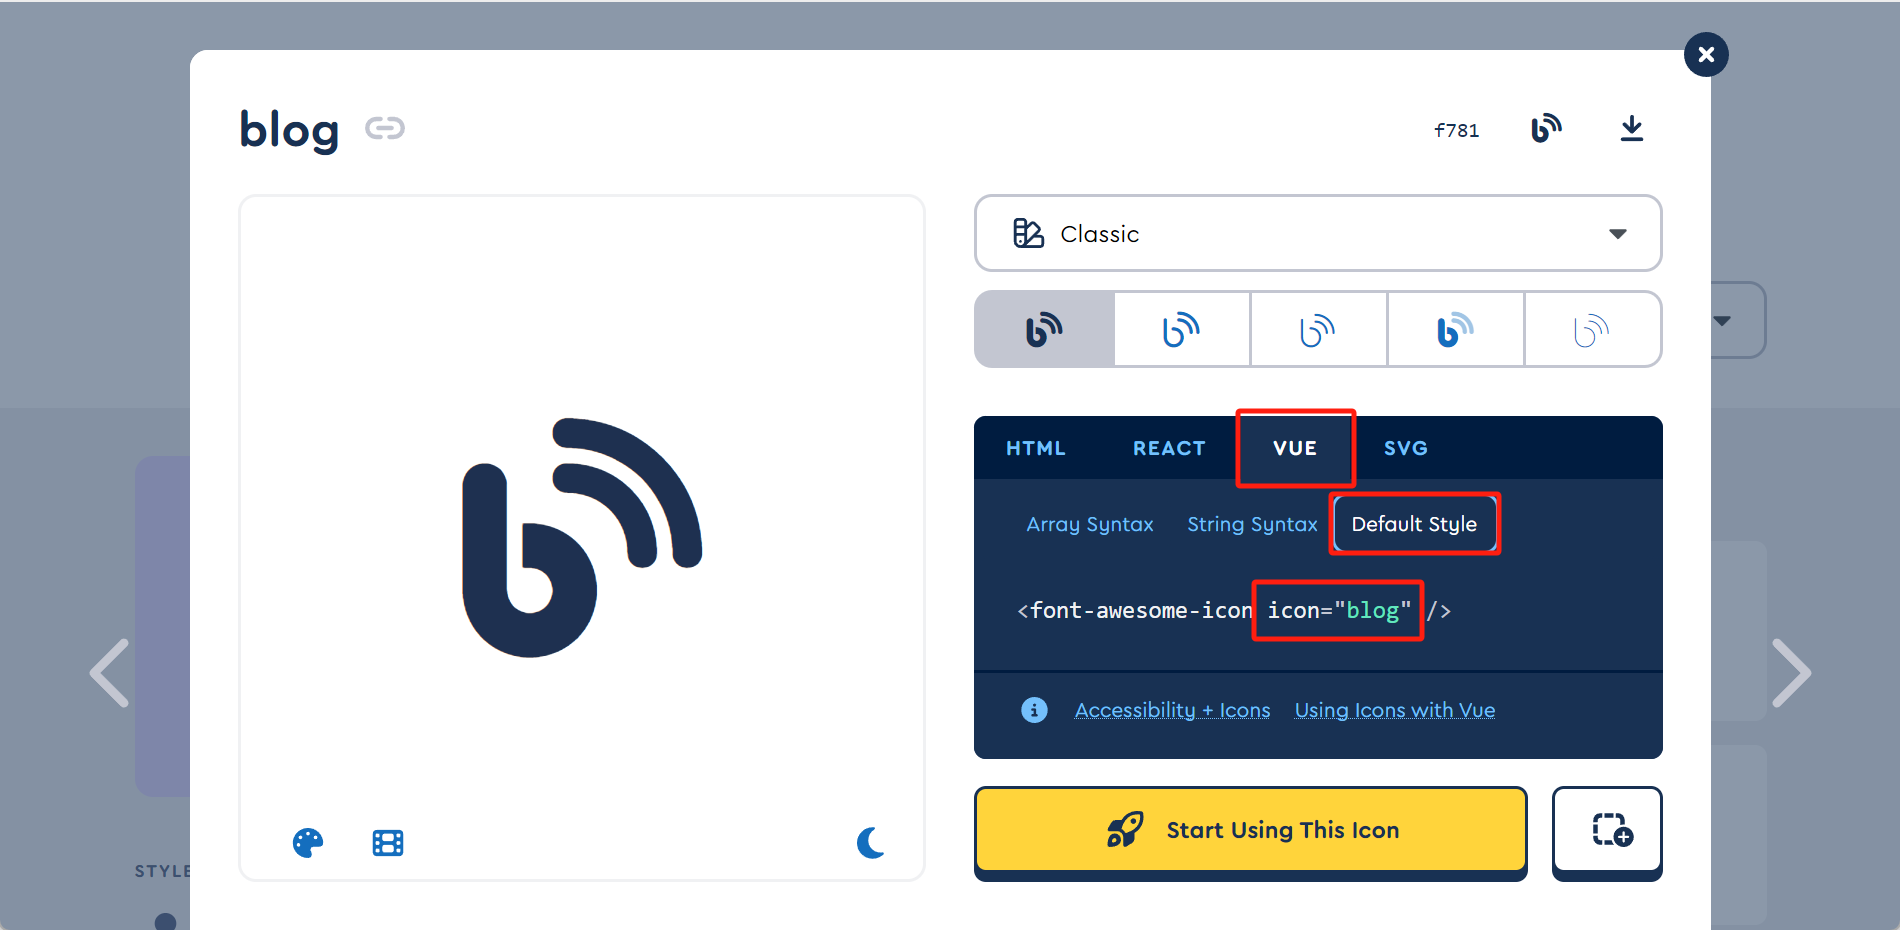 blog
f781
Classic
HTML REACT VUE SVG
Array Syntax String Syntax Default Style
<font-awesome-icon icon="blog" />
Accessibility + Icons Using Icons with Vue
Start Using This Icon
STYLE